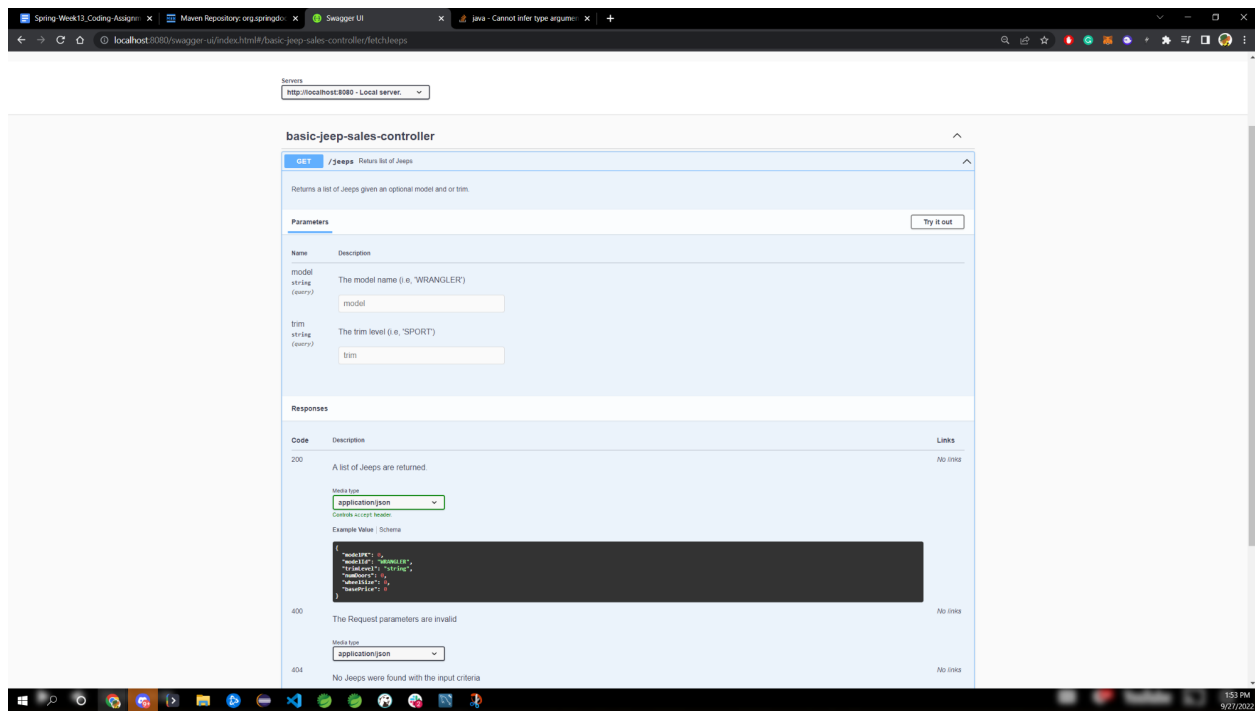 Spring-Week13_Coding-Assignm
Maven Repository: org.springdoc
Swagger UI
java - Cannot infer type argumen
localhost:8080/swagger-ui/index.html#/basic-jeep-sales-controller/fetchJeeps
Servers
http://localhost:8080 - Local server.
basic-jeep-sales-controller
GET /jeeps Returs list of Jeeps
Returns a list of Jeeps given an optional model and or trim.
Parameters
Try it out
Name Description
model
string
(query)
The model name (i.e, 'WRANGLER')
model
trim
string
(query)
The trim level (i.e, 'SPORT')
trim
Responses
Code Description Links
200
A list of Jeeps are returned.
No links
Media type
application/json
Controls Accept header.
Example Value | Schema
{
"modelPK": 0,
"modelId": "WRANGLER",
"trimLevel": "string",
"numDoors": 0,
"wheelSize": 0,
"basePrice": 0
}
400
The Request parameters are invalid
No links
Media type
application/json
404
No Jeeps were found with the input criteria
No links
1:53 PM
9/27/2022